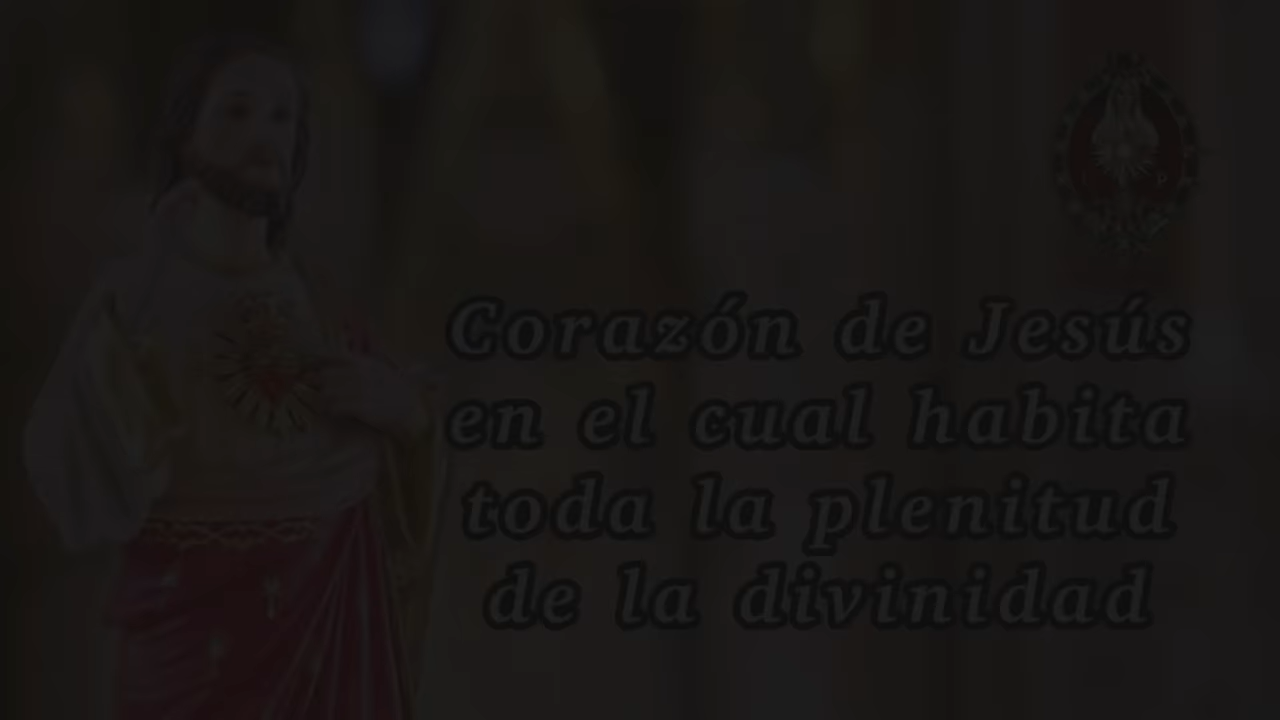 Corazón de Jesús
en el cual habita
toda la plenitud
de la divinidad